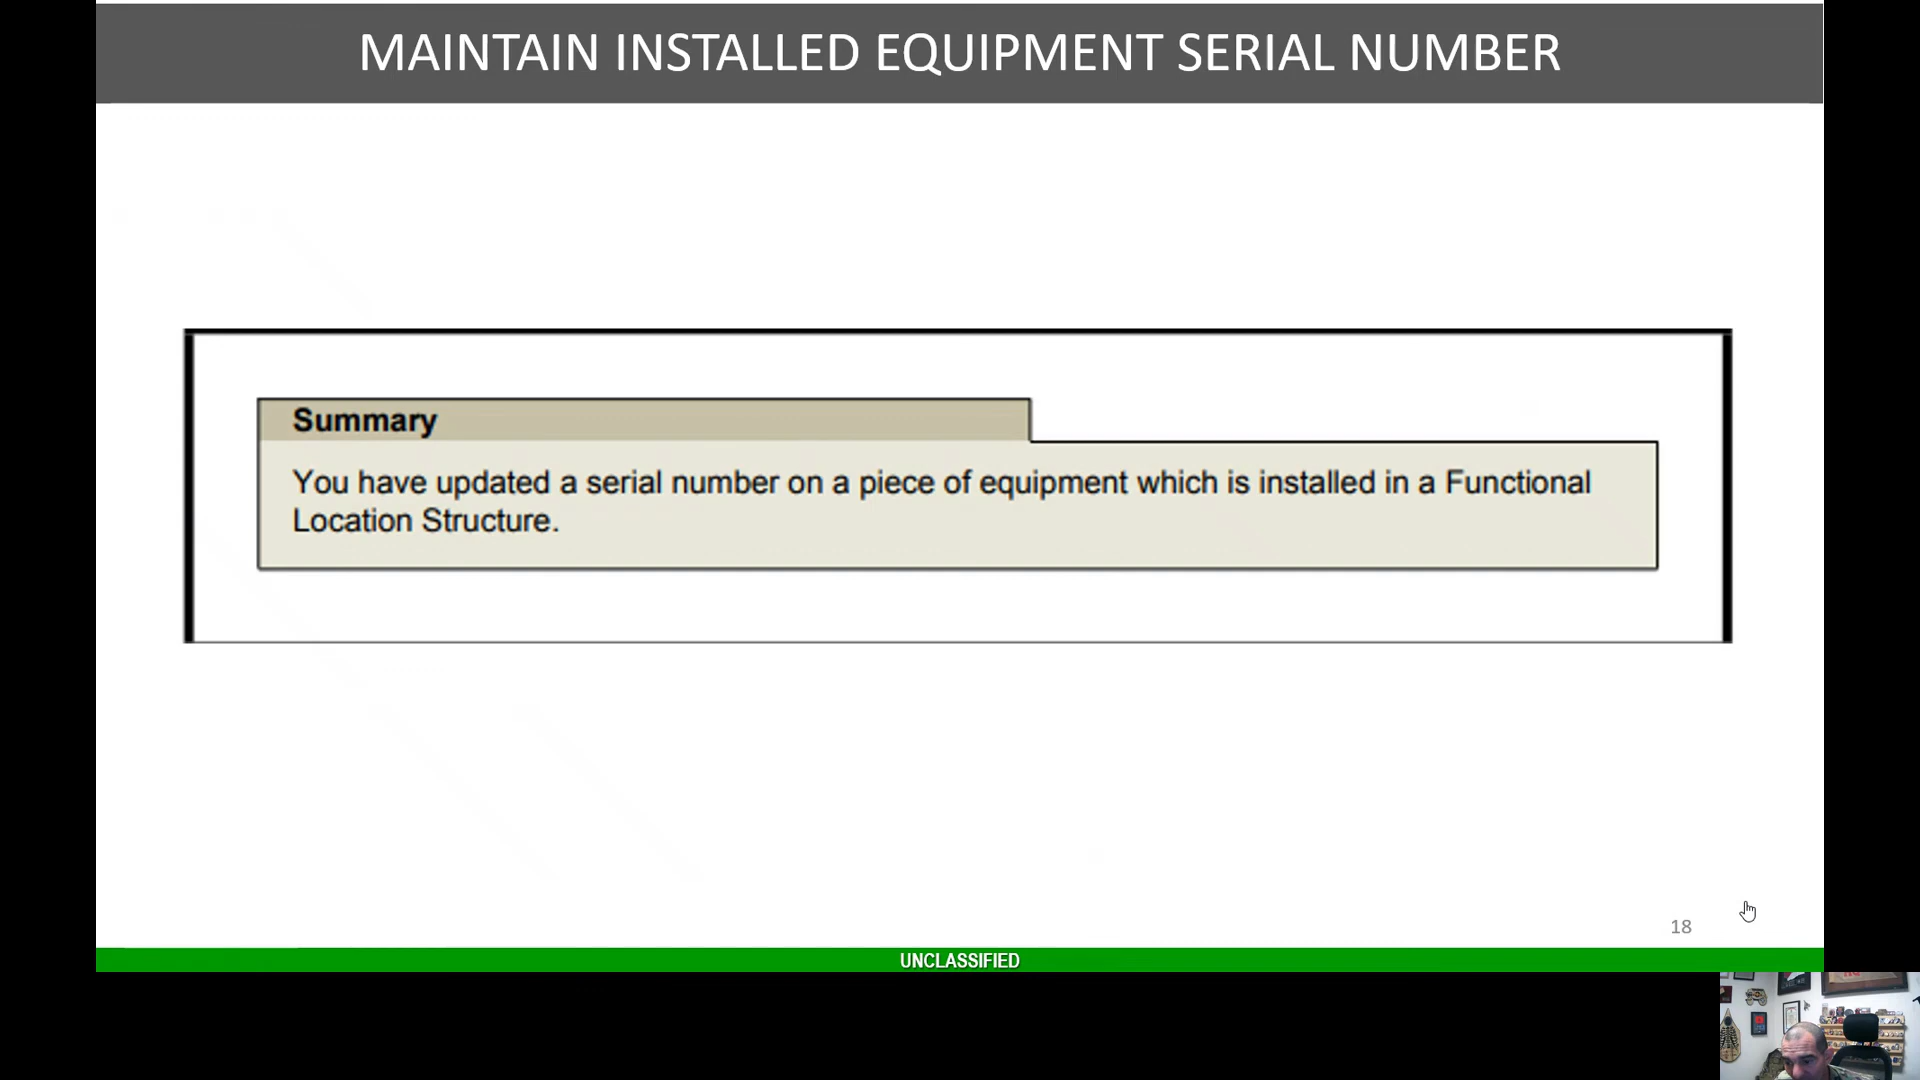 MAINTAIN INSTALLED EQUIPMENT SERIAL NUMBER
Summary
You have updated a serial number on a piece of equipment which is installed in a Functional
Location Structure.
18
UNCLASSIFIED